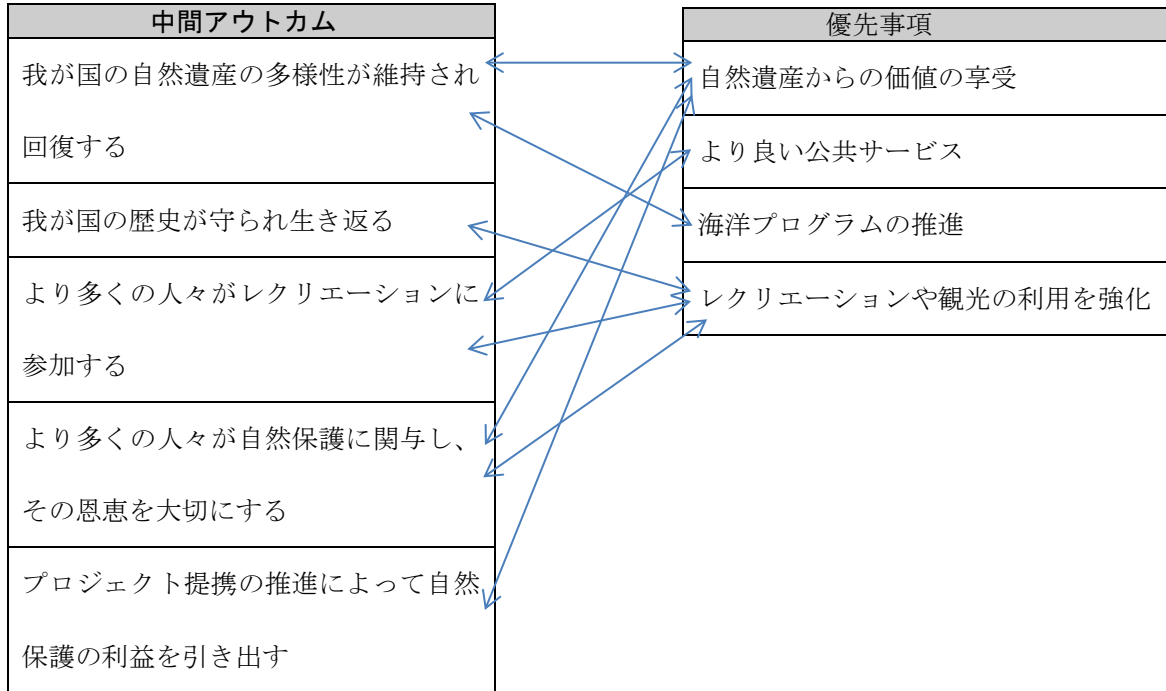 中間アウトカム
我が国の自然遺産の多様性が維持され
回復する
我が国の歴史が守られ生き返る
より多くの人々がレクリエーションに
参加する
より多くの人々が自然保護に関与し、
その恩恵を大切にする
プロジェクト提携の推進によって自然
保護の利益を引き出す
優先事項
自然遺産からの価値の享受
より良い公共サービス
海洋プログラムの推進
レクリエーションや観光の利用を強化